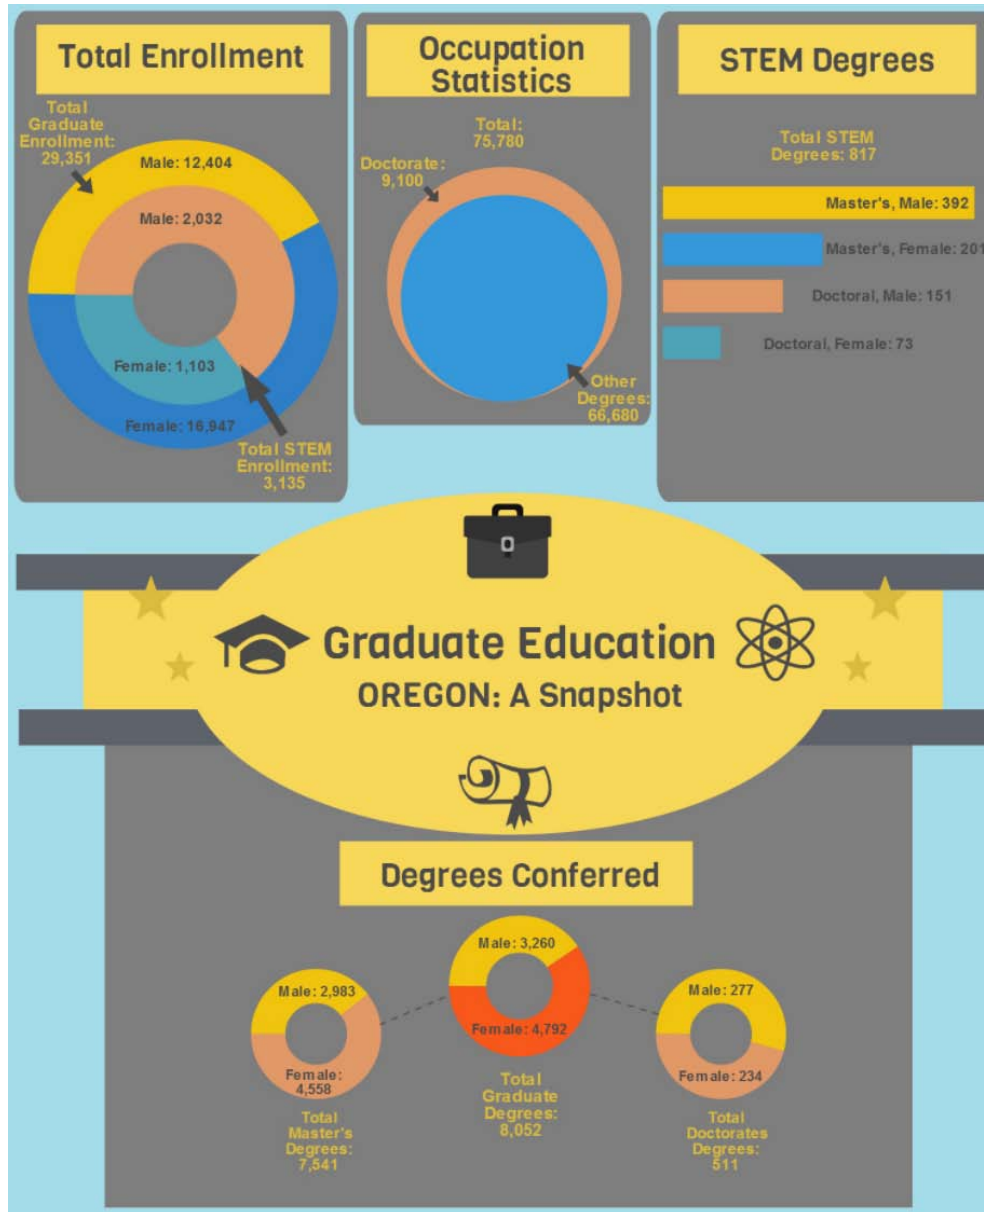 Total Enrollment
Total
Graduate
Enrollment:
29,351
Male: 12,404
Male: 2,032
Female: 1,103
Female: 16,947
Total STEM
Enrollment:
3,135
Occupation
Statistics
Total:
75,780
Doctorate:
9,100
Other
Degrees:
66,680
STEM Degrees
Total STEM
Degrees: 817
Master's, Male: 392
Master's, Female: 201
Doctoral, Male: 151
Doctoral, Female: 73
Graduate Education
OREGON: A Snapshot
Degrees Conferred
Male: 2,983
Female:
4,558
Total
Master's
Degrees:
7,541
Male: 3,260
Female: 4,792
Total
Graduate
Degrees:
8,052
Male: 277
Female: 234
Total
Doctorates
Degrees:
511